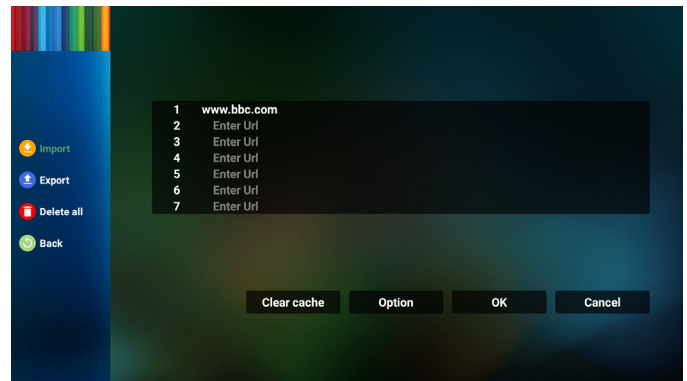 Import
Export
Delete all
Back
1 www.bbc.com
2 Enter Url
3 Enter Url
4 Enter Url
5 Enter Url
6 Enter Url
7 Enter Url
Clear cache Option OK Cancel